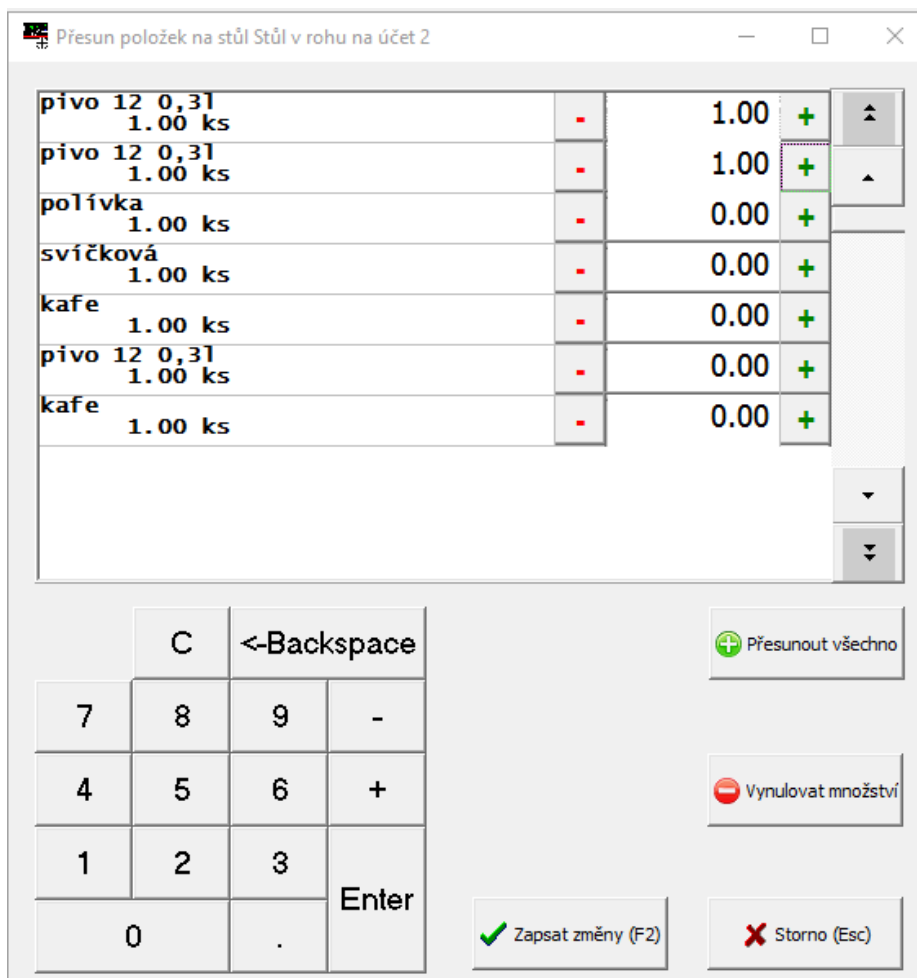 Přesun položek na stůl Stůl v rohu na účet 2
pivo 12 0,3l
1.00 ks - 1.00 +
pivo 12 0,3l
1.00 ks - 1.00 +
polívka
1.00 ks - 0.00 +
svíčková
1.00 ks - 0.00 +
kafe
1.00 ks - 0.00 +
pivo 12 0,3l
1.00 ks - 0.00 +
kafe
1.00 ks - 0.00 +
C <-Backspace
Přesunout všechno
7 8 9 -
4 5 6 +
Vynulovat množství
1 2 3
Enter
0 .
Zapsat změny (F2)
Storno (Esc)